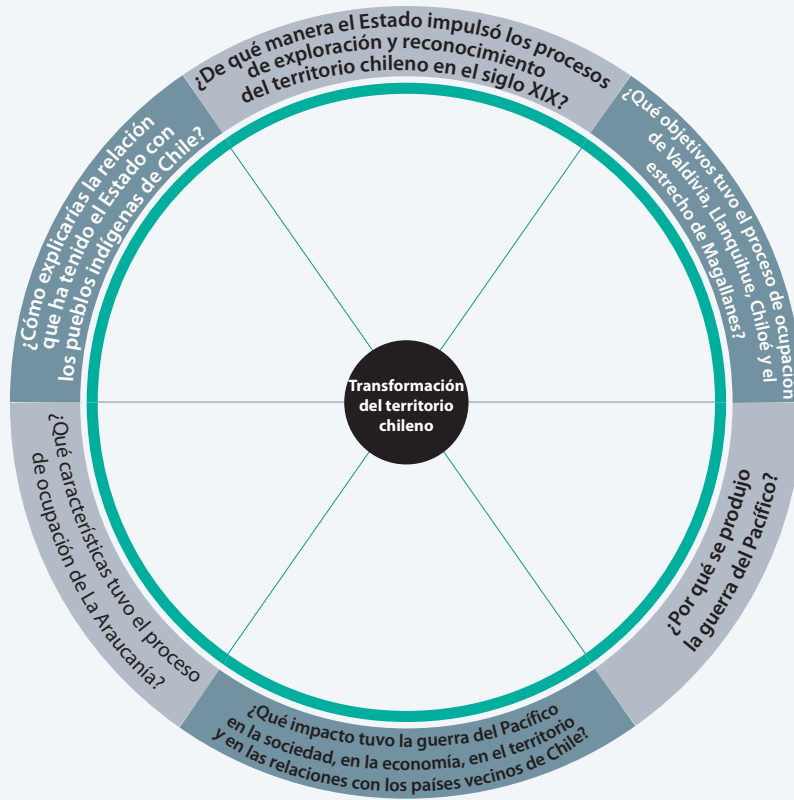 ¿De qué manera el Estado impulsó los procesos
de exploración y reconocimiento
del territorio chileno en el siglo XIX?
¿Qué objetivos tuvo el proceso de ocupación
de Valdivia, Llanquihue, Chiloé y el
estrecho de Magallanes?
¿Por qué se produjo
la guerra del Pacífico?
¿Qué impacto tuvo la guerra del Pacífico
en la sociedad, en la economía, en el territorio
y en las relaciones con los países vecinos de Chile?
¿Qué características tuvo el proceso
de ocupación de La Araucanía?
¿Cómo explicarías la relación
que ha tenido el Estado con
los pueblos indígenas de Chile?
Transformación
del territorio
chileno